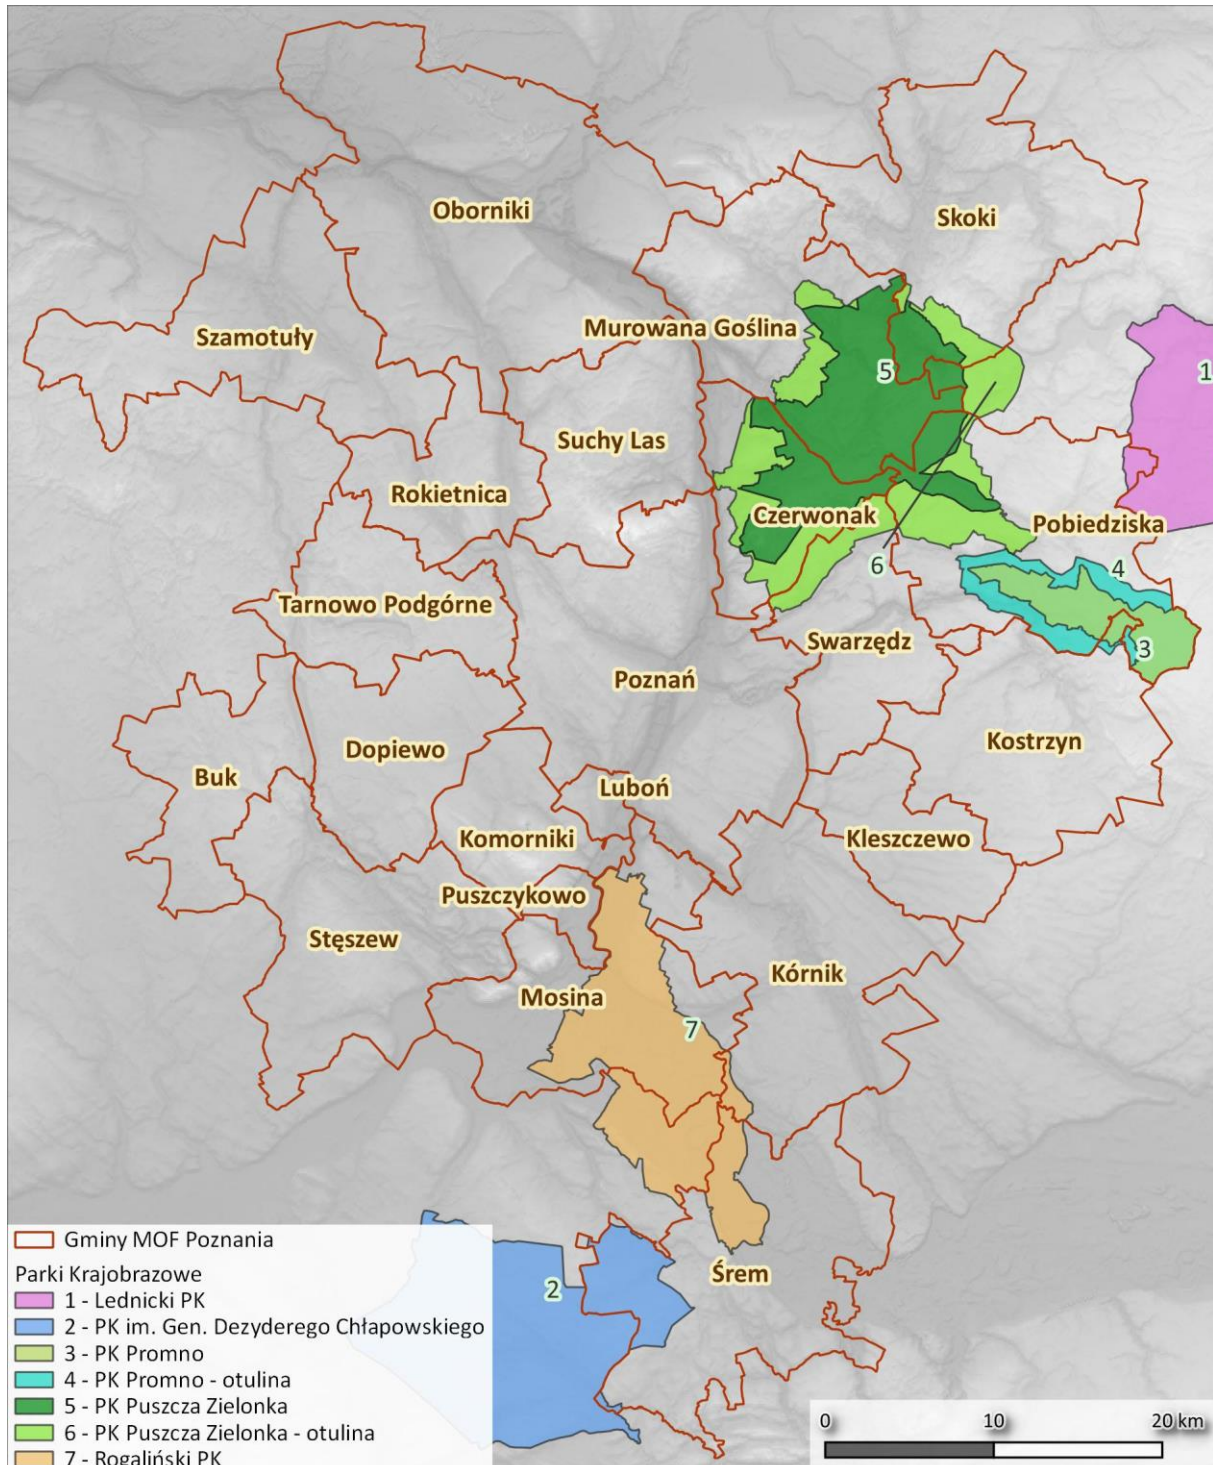 Oborniki
Skoki
Szamotuły
Murowana Goślina
5
1
Suchy Las
Rokietnica
Czerwonak
Pobiedziska
6
4
Tarnowo Podgórne
Swarzędz
3
Poznań
Dopiewo
Kostrzyn
Buk
Luboń
Komorniki
Kleszczewo
Puszczykowo
Stęszew
Kórnik
Mosina
7
Śrem
2
Gminy MOF Poznania
Parki Krajobrazowe
1 - Lednicki PK
2 - PK im. Gen. Dezyderego Chłapowskiego
3 - PK Promno
4 - PK Promno - otulina
5 - PK Puszcza Zielonka
6 - PK Puszcza Zielonka - otulina
7 - Rogaliński PK
0 10 20 km